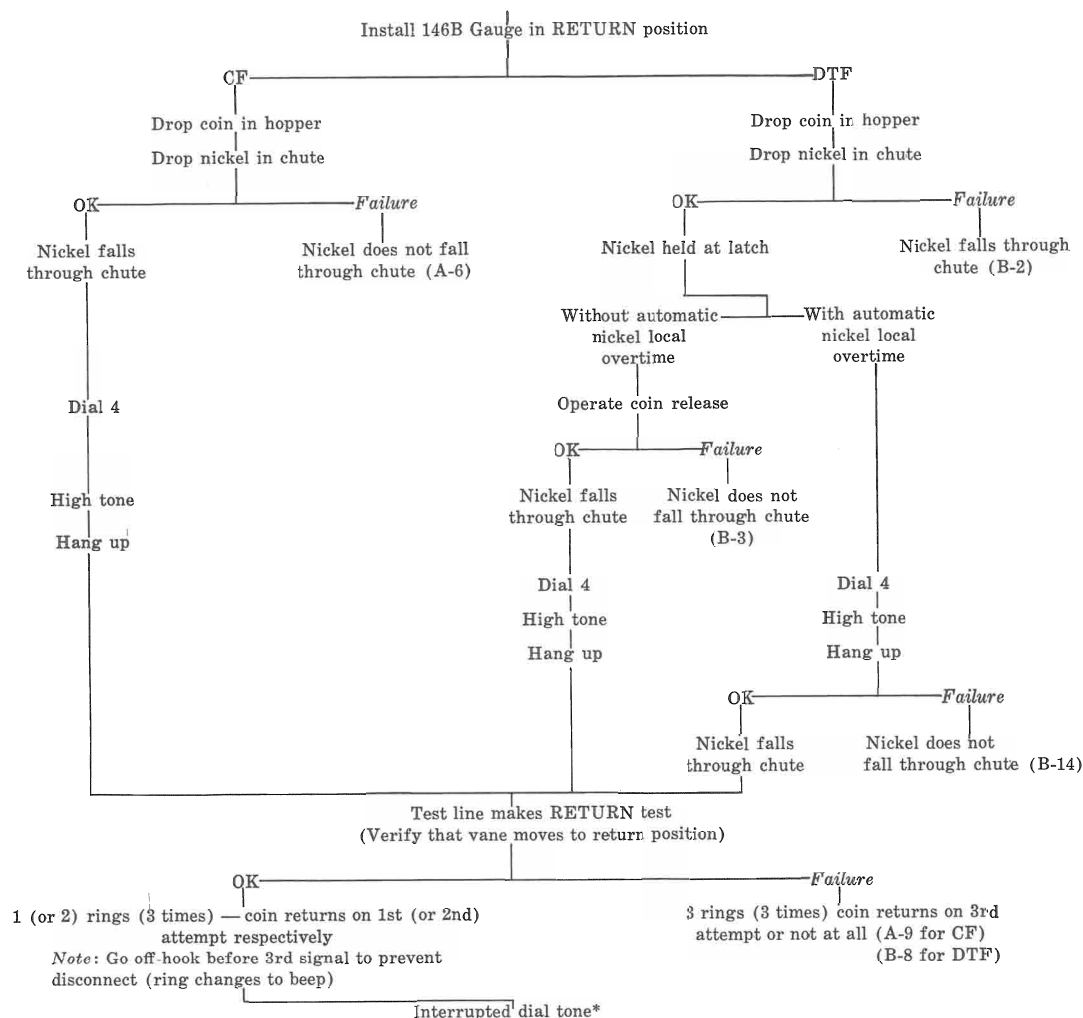 Install 146B Gauge in RETURN position
CF
DTF
Drop coin in hopper
Drop nickel in chute
Drop coin in hopper
Drop nickel in chute
OK
Failure
Nickel falls
through chute
Nickel does not fall
through chute (A-6)
OK
Failure
Nickel held at latch
Nickel falls through
chute (B-2)
Without automatic
nickel local
overtime
With automatic
nickel local
overtime
Dial 4
High tone
Hang up
Operate coin release
OK
Failure
Nickel falls
through chute
Nickel does not
fall through chute
(B-3)
Dial 4
High tone
Hang up
Dial 4
High tone
Hang up
OK
Failure
Nickel falls
through chute
Nickel does not
fall through chute (B-14)
Test line makes RETURN test
(Verify that vane moves to return position)
OK
Failure
1 (or 2) rings (3 times) — coin returns on 1st (or 2nd)
attempt respectively
Note: Go off-hook before 3rd signal to prevent
disconnect (ring changes to beep)
3 rings (3 times) coin returns on 3rd
attempt or not at all (A-9 for CF)
(B-8 for DTF)
Interrupted dial tone*